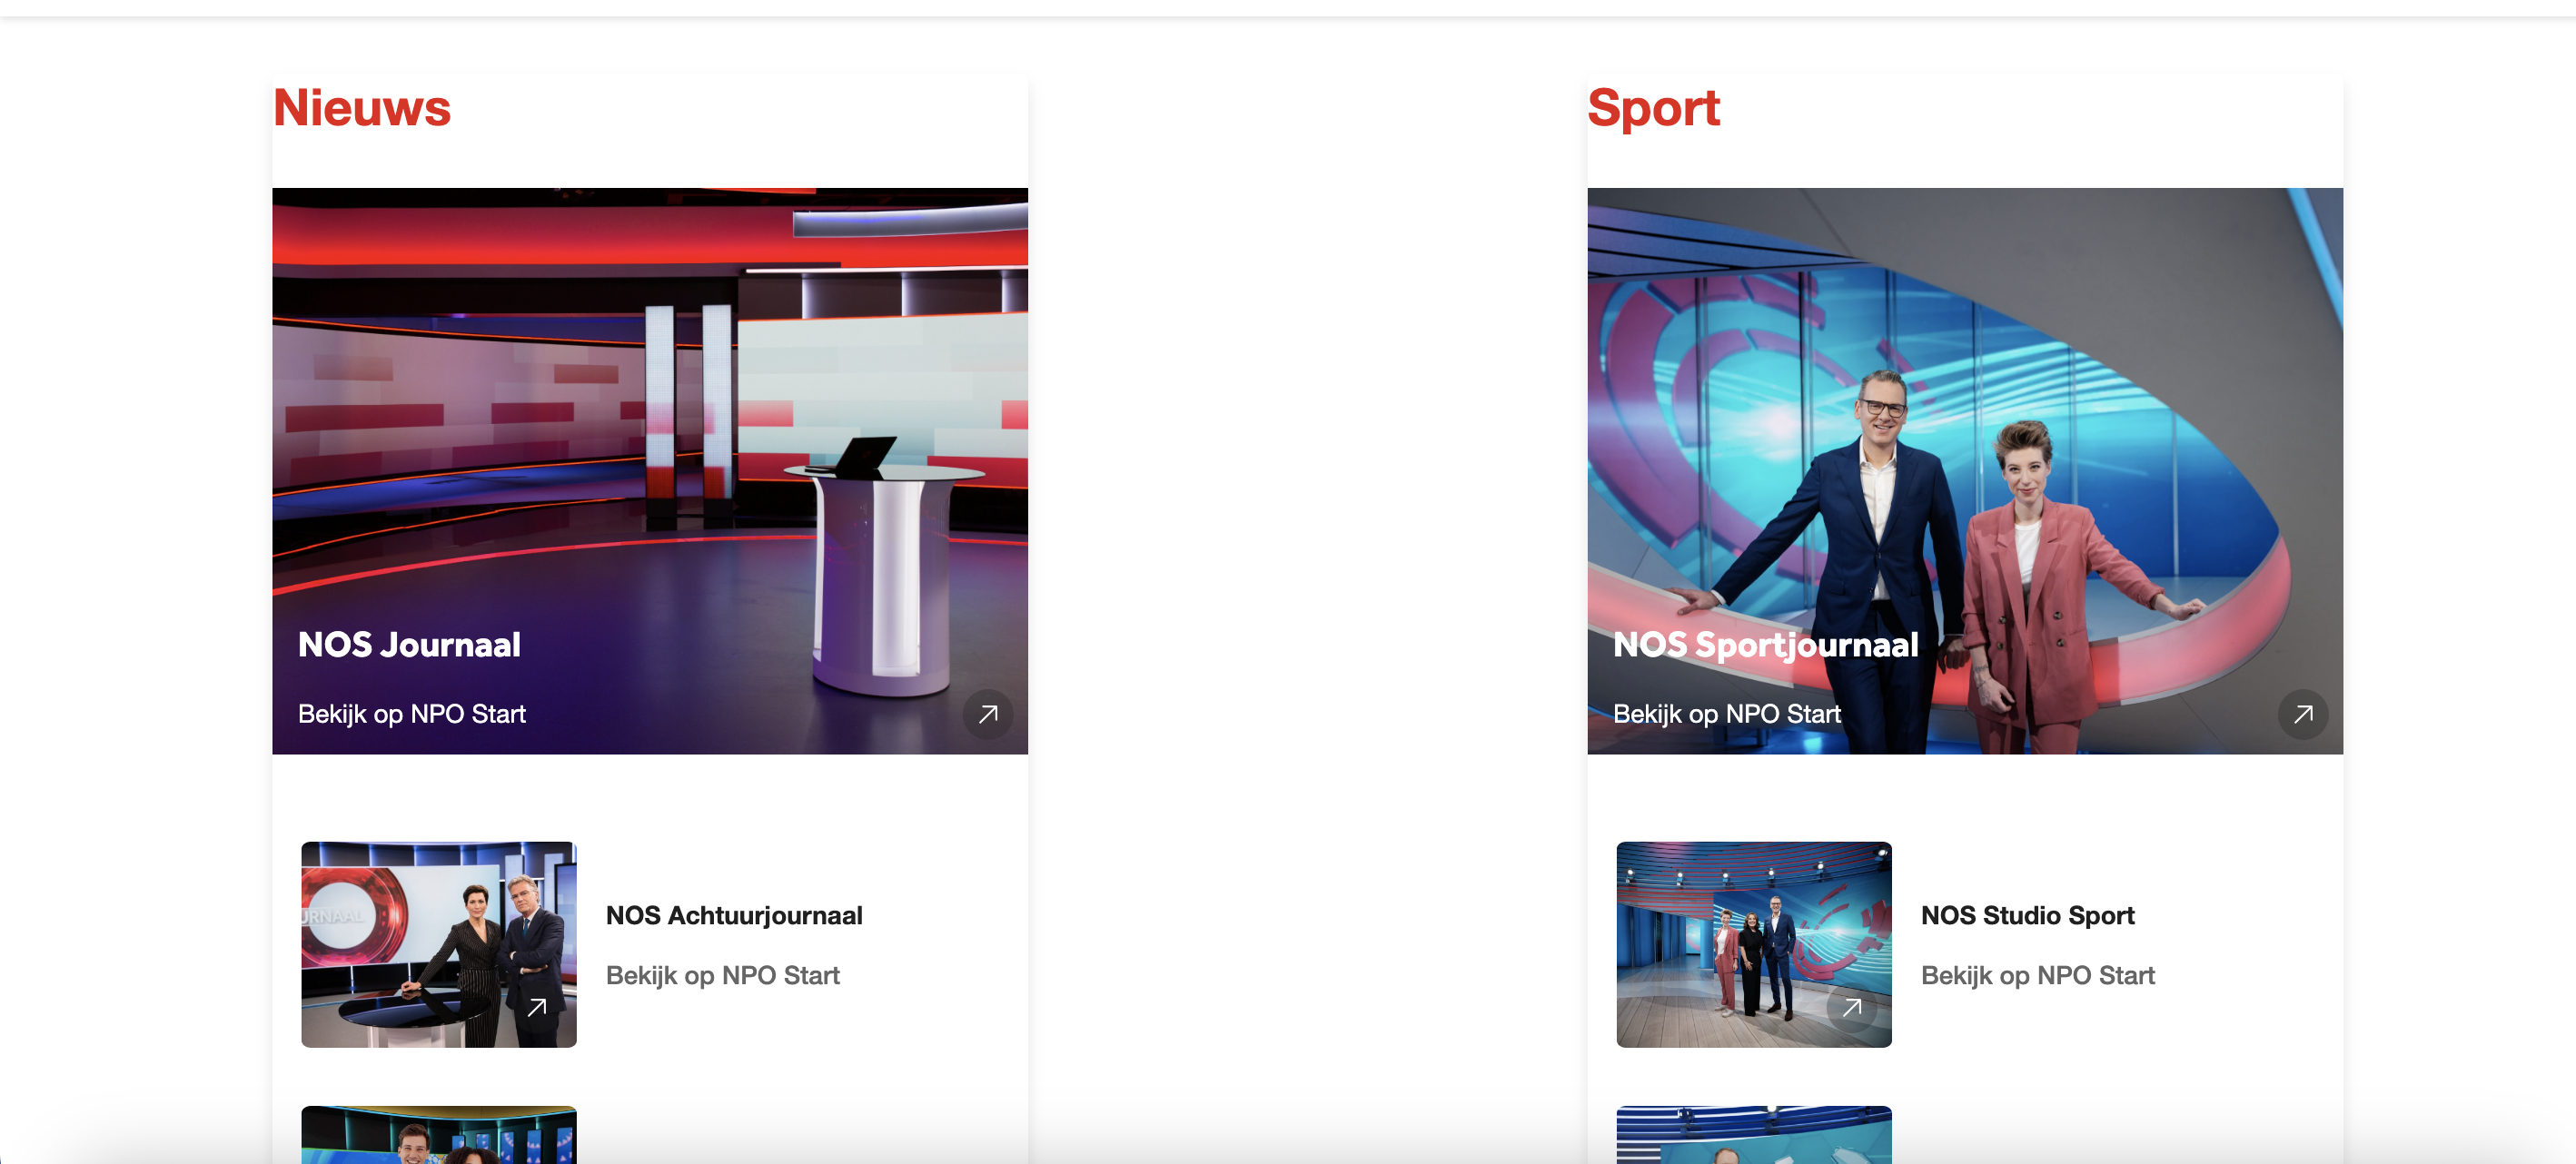 Nieuws
NOS Journaal
Bekijk op NPO Start
NOS Achtuurjournaal
Bekijk op NPO Start
Sport
NOS Sportjournaal
Bekijk op NPO Start
NOS Studio Sport
Bekijk op NPO Start